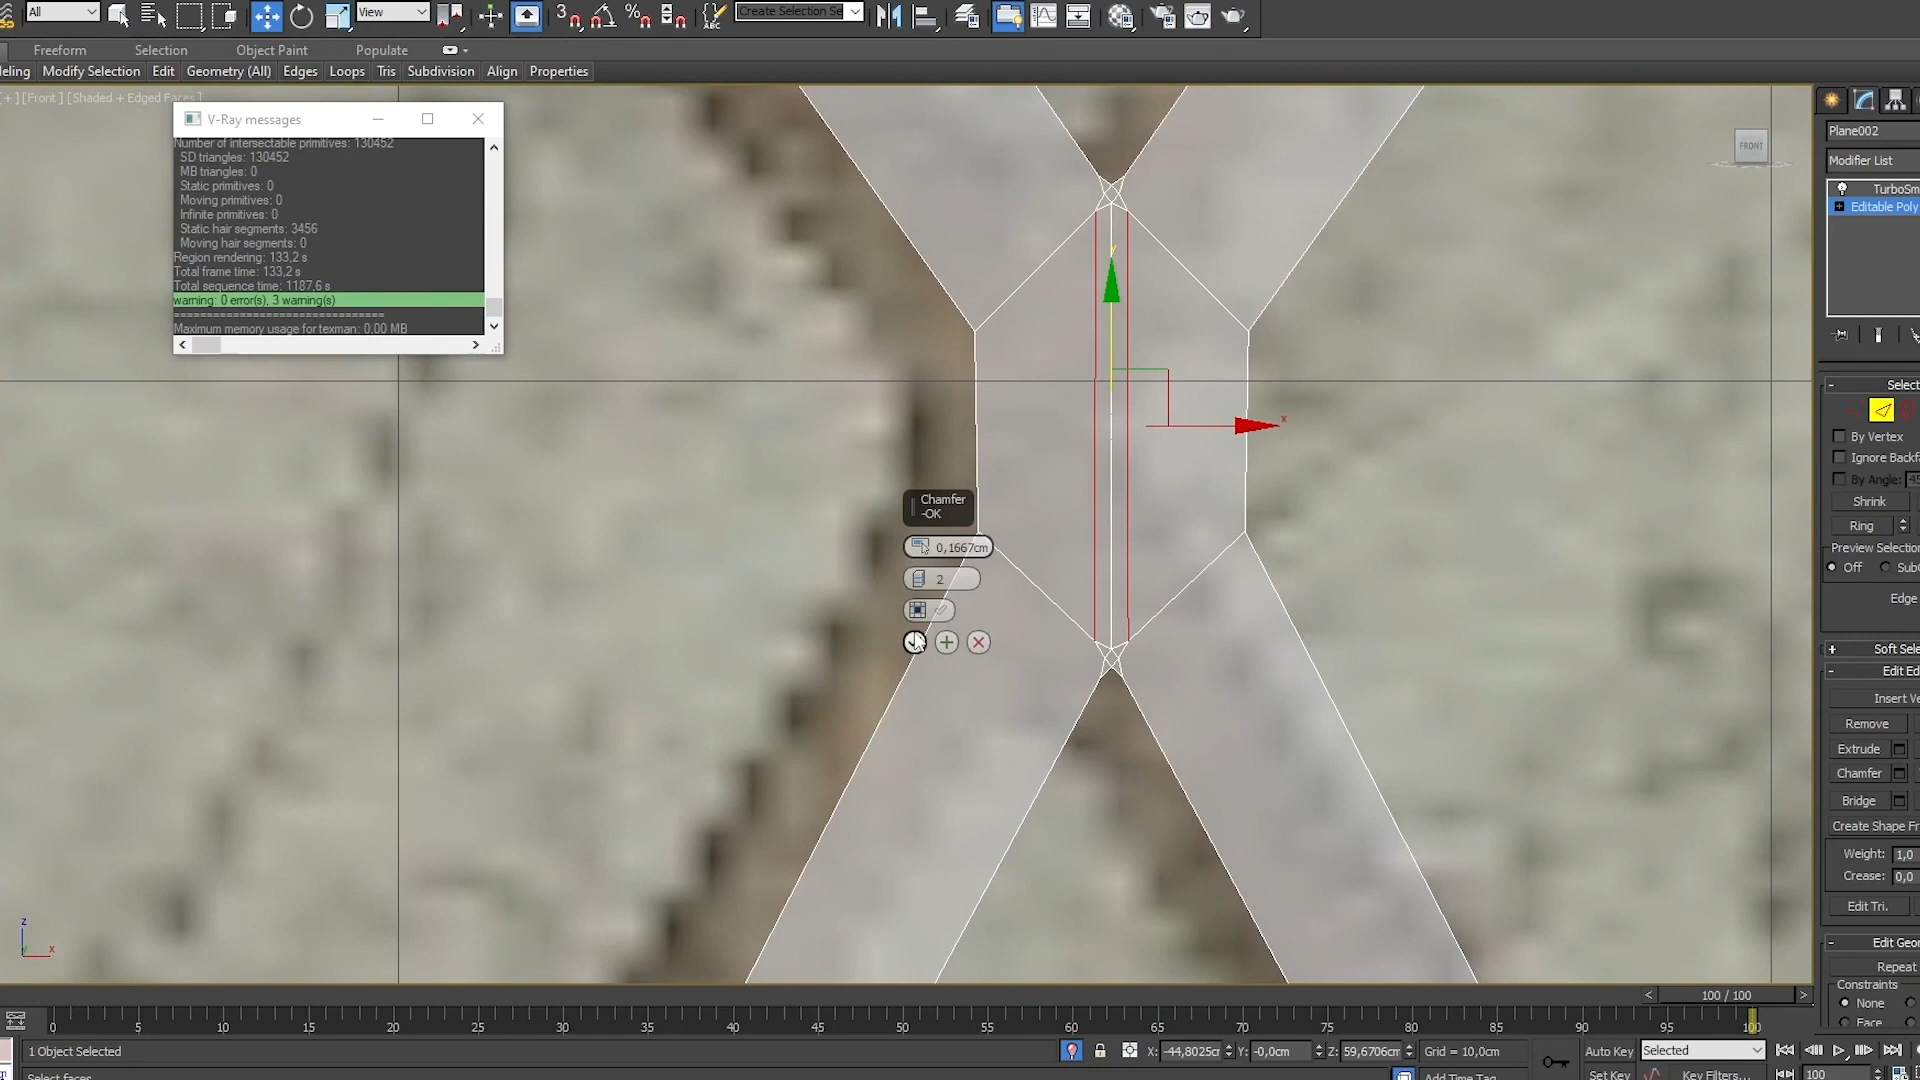 All
View
3
%
ABC
Create Selection Se
Freeform
Selection
Object Paint
Populate
eling
Modify Selection
Edit
Geometry (All)
Edges
Loops
Tris
Subdivision
Align
Properties
[+][Front][Shaded + Edged Faces]
V-Ray messages
Number of intersectable primitives: 130452
SD triangles: 130452
MB triangles: 0
Static primitives: 0
Moving primitives: 0
Infinite primitives: 0
Static hair segments: 3456
Moving hair segments: 0
Region rendering: 133,2 s
Total frame time: 133,2 s
Total sequence time: 1187,6 s
warning: 0 error(s), 3 warning(s)
==============================
Maximum memory usage for texman: 0,00 MB
FRONT
Plane002
Modifier List
TurboSm
Editable Poly
Select
By Vertex
Ignore Backfa
By Angle: 45
Shrink
Ring
Preview Selection
Off
SubO
Edge
Soft Sele
Edit Ed
Insert Ve
Remove
Extrude
Chamfer
Bridge
Create Shape Fr
Weight: 1,0
Crease: 0,0
Edit Tri.
Edit Geor
Repeat
Constraints
None
Face
y
x
Chamfer
-OK
0,1667cm
2
z
x
100 / 100
0 5 10 15 20 25 30 35 40 45 50 55 60 65 70 75 80 85 90 95 100
1 Object Selected
X: -44,8025cr
Y: -0,0cm
Z: 59,6706cm
Grid = 10,0cm
Auto Key
Selected
Select faces
Add Time Tag
Set Key
Key Filters...
100